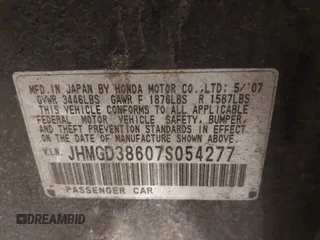 MFD.IN JAPAN BY HONDA MOTOR CO.,LTD: 5/'07
GVWR 3446LBS GAWR F 1876LBS R 1587LBS
THIS VEHICLE CONFORMS TO ALL APPLICABLE
FEDERAL MOTOR VEHICLE SAFETY, BUMPER,
AND THEFT PREVENTION STANDARDS IN EFFECT
ON THE DATE OF MANUFACTURE SHOWN ABOVE.
V.I.N. JHMGD38607S054277
PASSENGER CAR
DREAMBID